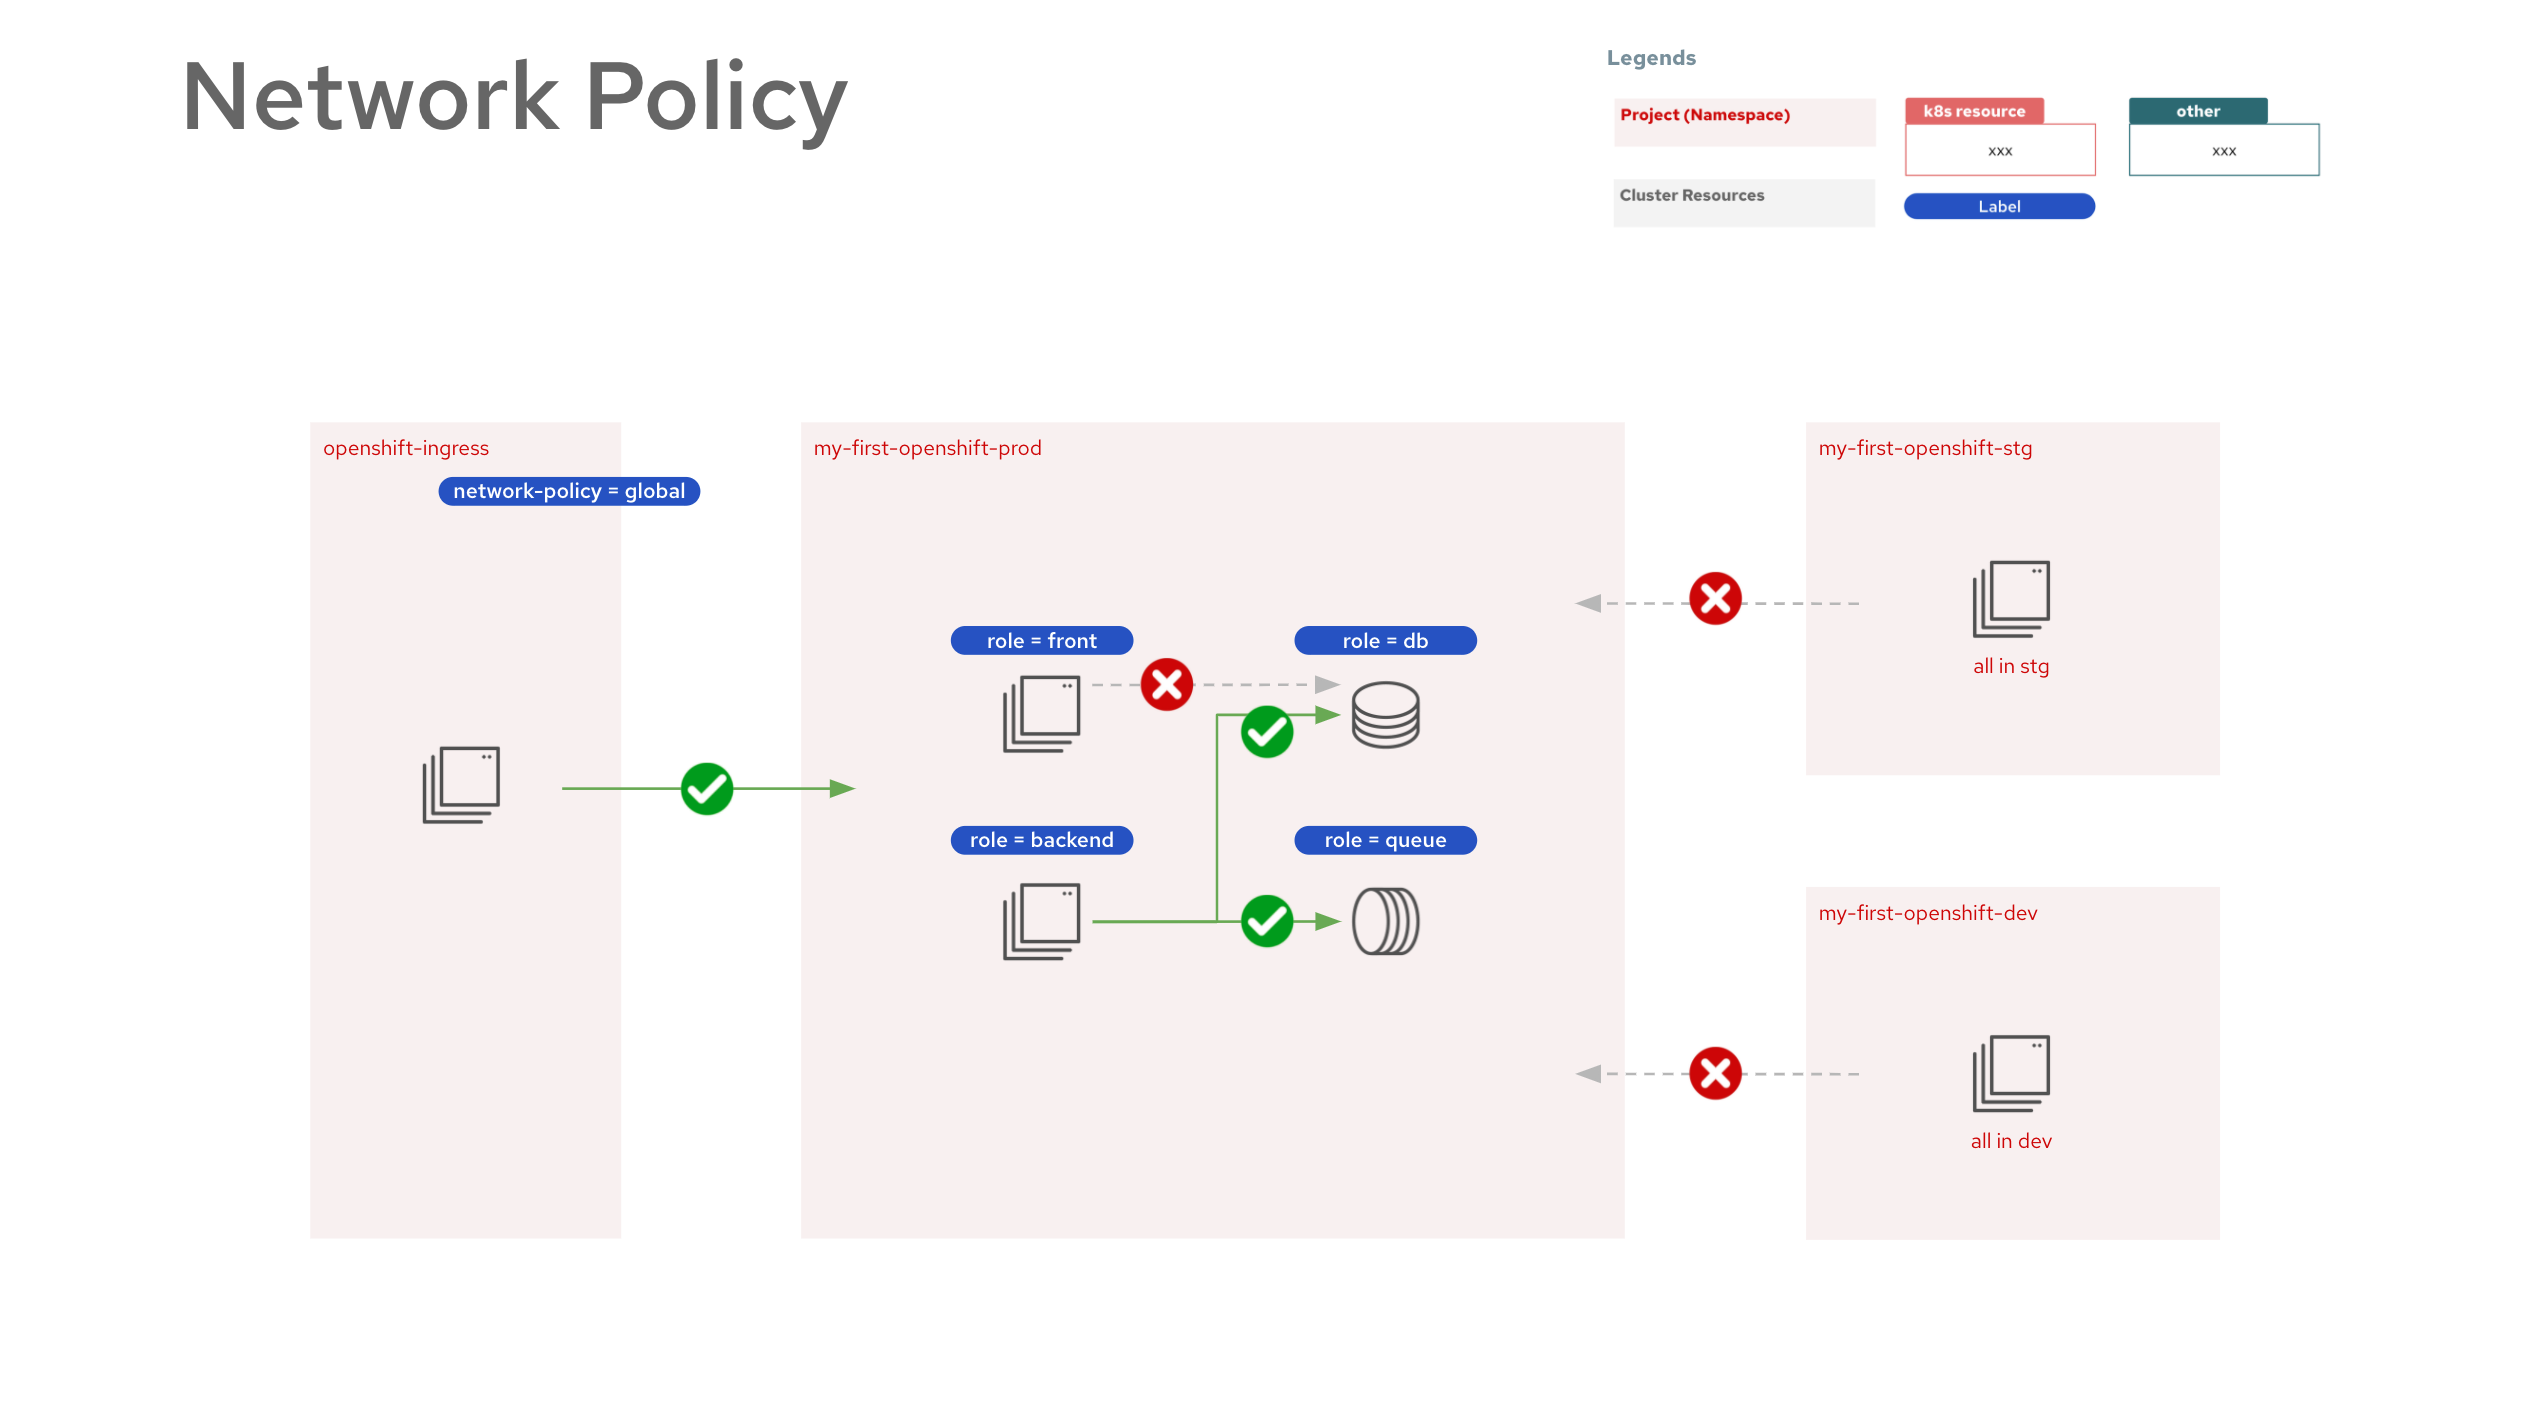 Network Policy
Legends
Project (Namespace)
k8s resource
xxx
other
xxx
Cluster Resources
Label
openshift-ingress
network-policy = global
my-first-openshift-prod
role = front
role = db
role = backend
role = queue
my-first-openshift-stg
all in stg
my-first-openshift-dev
all in dev